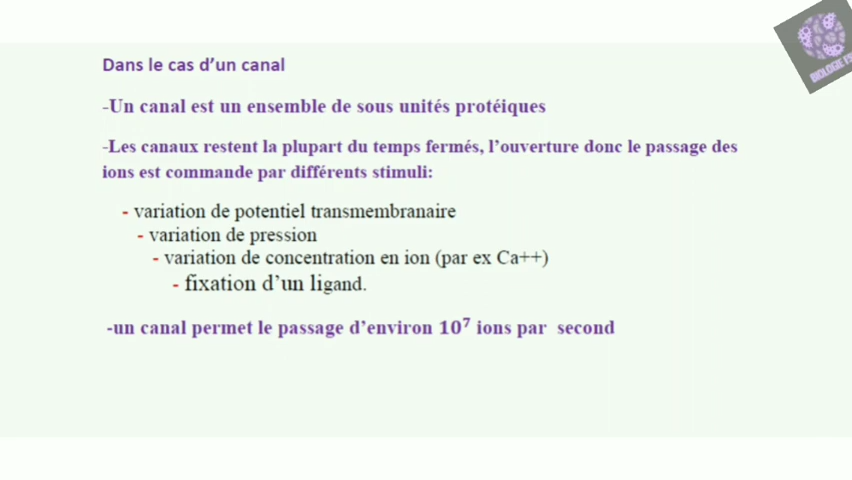 Dans le cas d'un canal
-Un canal est un ensemble de sous unités protéiques
-Les canaux restent la plupart du temps fermés, l'ouverture donc le passage des
ions est commande par différents stimuli:
- variation de potentiel transmembranaire
- variation de pression
- variation de concentration en ion (par ex Ca++)
- fixation d'un ligand.
-un canal permet le passage d'environ 10⁷ ions par second
BIOLOGIE